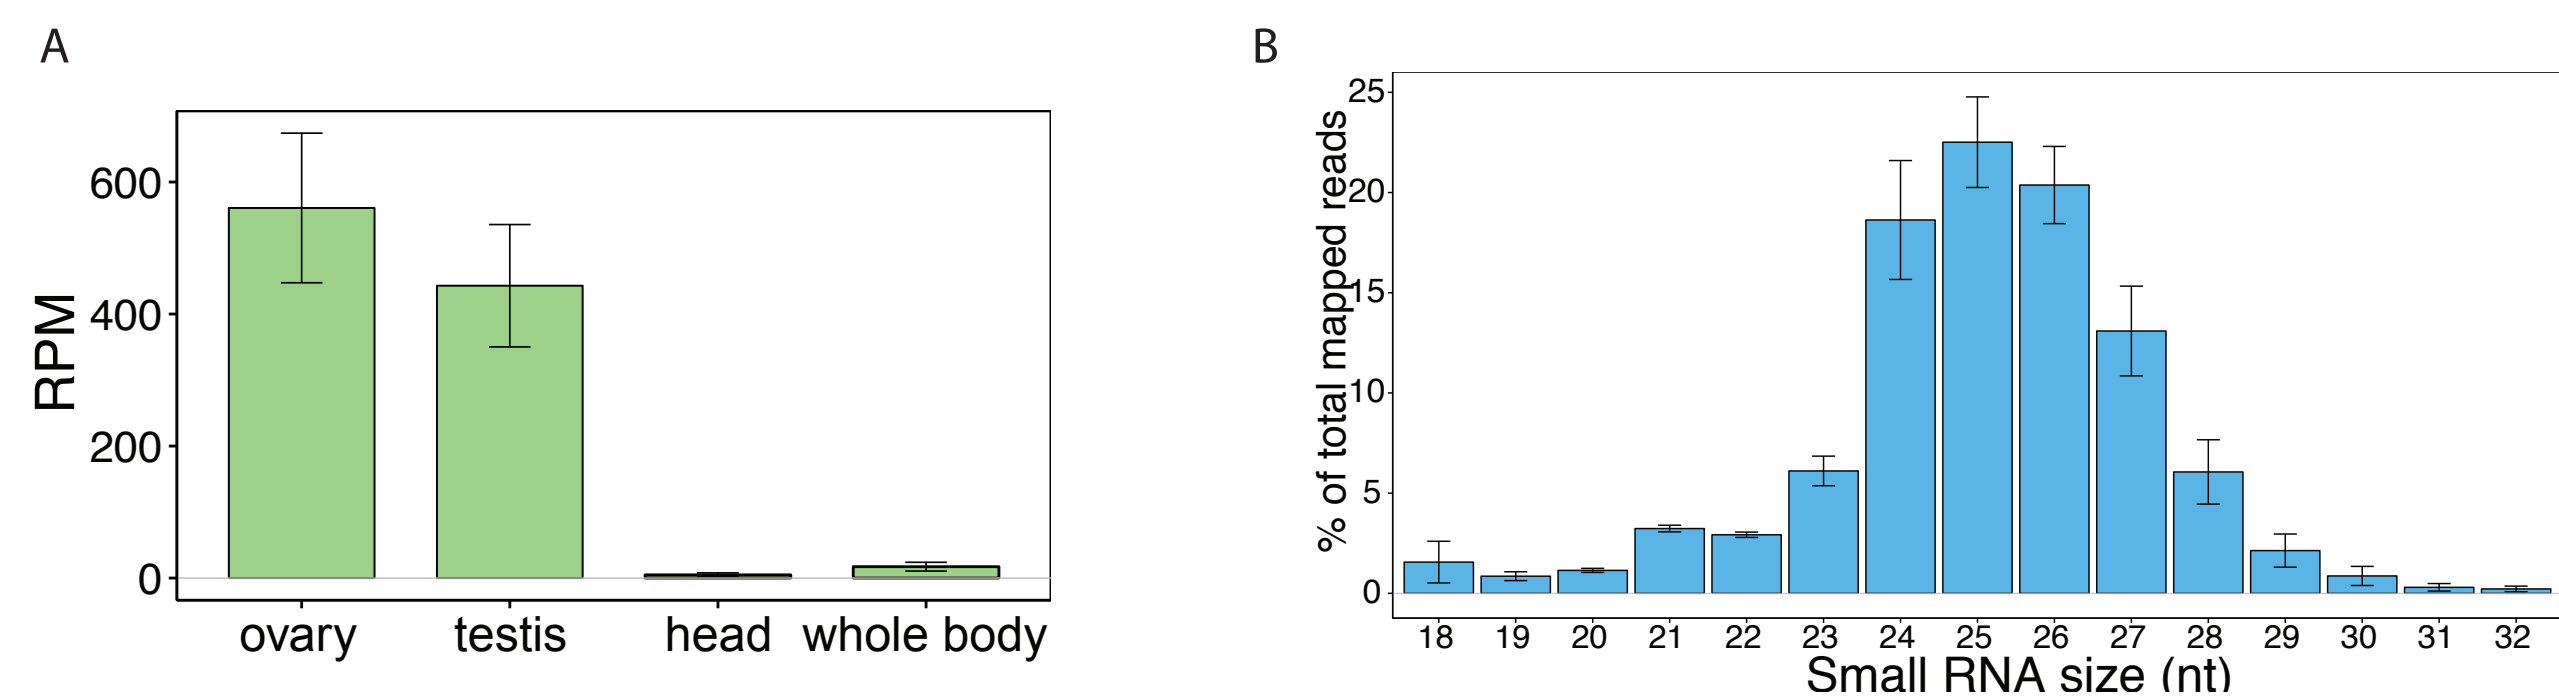 A
RPM
600
400
200
0
ovary testis head whole body
B
% of total mapped reads
25
20
15
10
5
0
18 19 20 21 22 23 24 25 26 27 28 29 30 31 32
Small RNA size (nt)